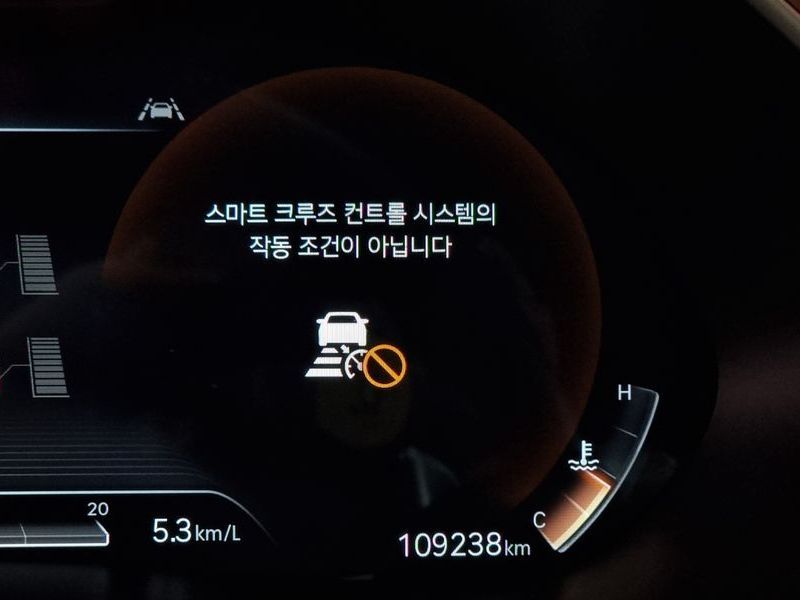 스마트 크루즈 컨트롤 시스템의
작동 조건이 아닙니다
H
20
5.3km/L
C
109238km